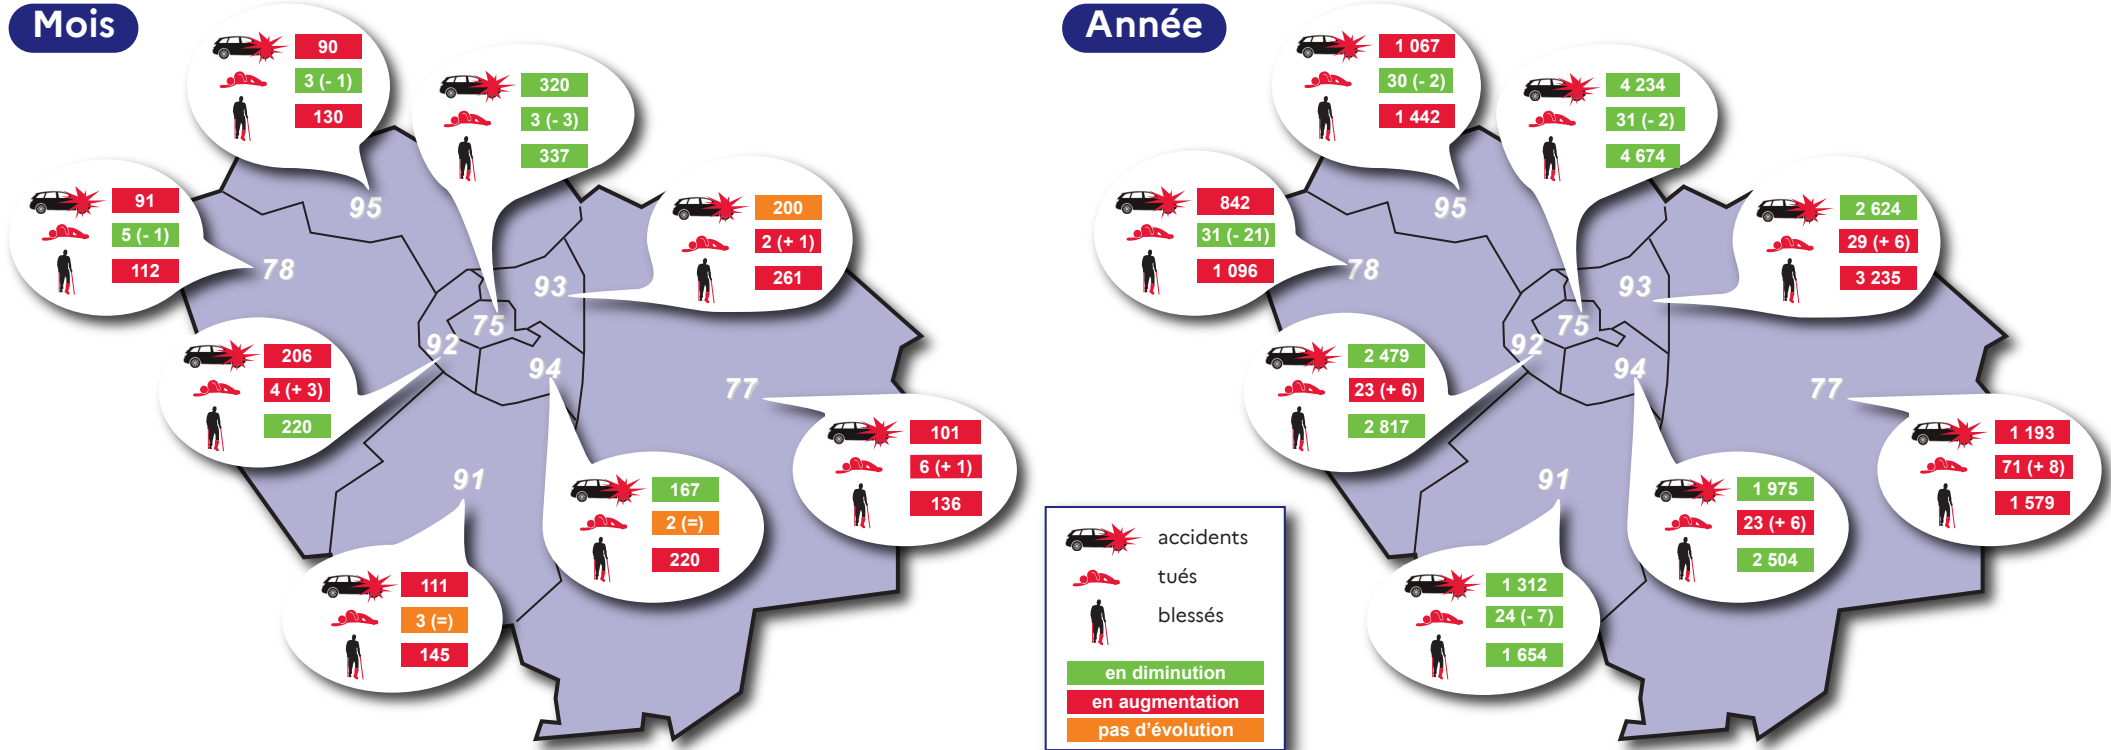 Mois
90
3 (- 1)
130
320
3 (- 3)
337
91
5 (- 1)
112
200
2 (+ 1)
261
206
4 (+ 3)
220
101
6 (+ 1)
136
167
2 (=)
220
111
3 (=)
145
95
78
93
75
92
94
77
91
Année
1 067
30 (- 2)
1 442
4 234
31 (- 2)
4 674
842
31 (- 21)
1 096
2 624
29 (+ 6)
3 235
2 479
23 (+ 6)
2 817
1 193
71 (+ 8)
1 579
1 975
23 (+ 6)
2 504
1 312
24 (- 7)
1 654
95
78
93
75
92
94
77
91
accidents
tués
blessés
en diminution
en augmentation
pas d'évolution